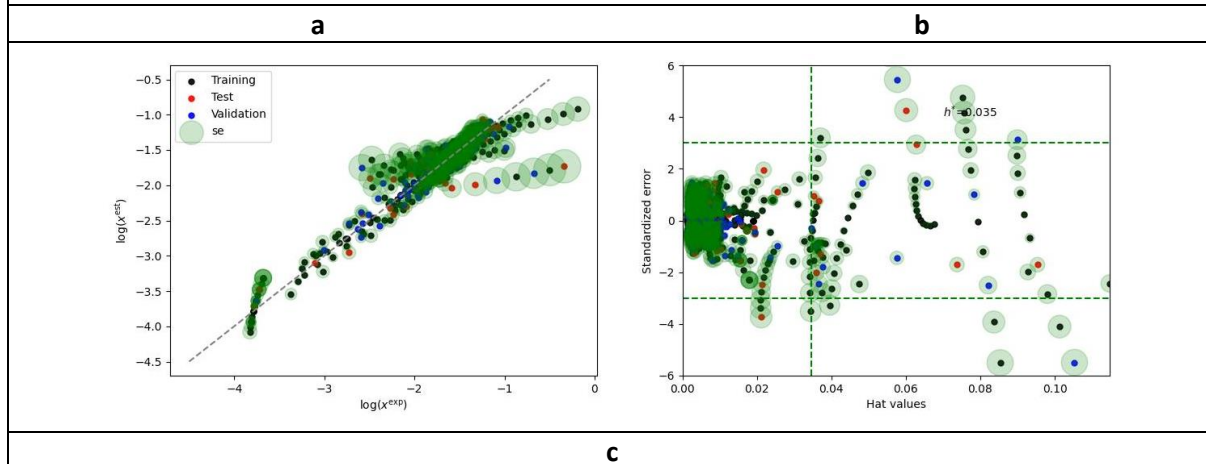 a
b
Training
Test
Validation
se
−0.5
−1.0
−1.5
−2.0
−2.5
−3.0
−3.5
−4.0
−4.5
log(x^est)
−4
−3
−2
−1
0
log(x^exp)
6
4
2
0
−2
−4
−6
Standardized error
h*=0.035
0.00
0.02
0.04
0.06
0.08
0.10
Hat values
c